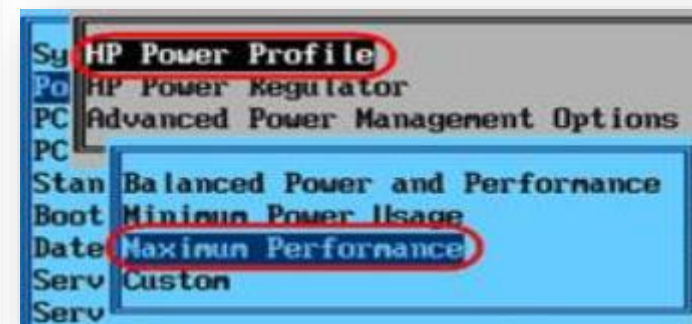 Sy HP Power Profile
Po HP Power Regulator
PC Advanced Power Management Options
PC
Stan Balanced Power and Performance
Boot Minimum Power Usage
Date Maximum Performance
Serv Custom
Serv